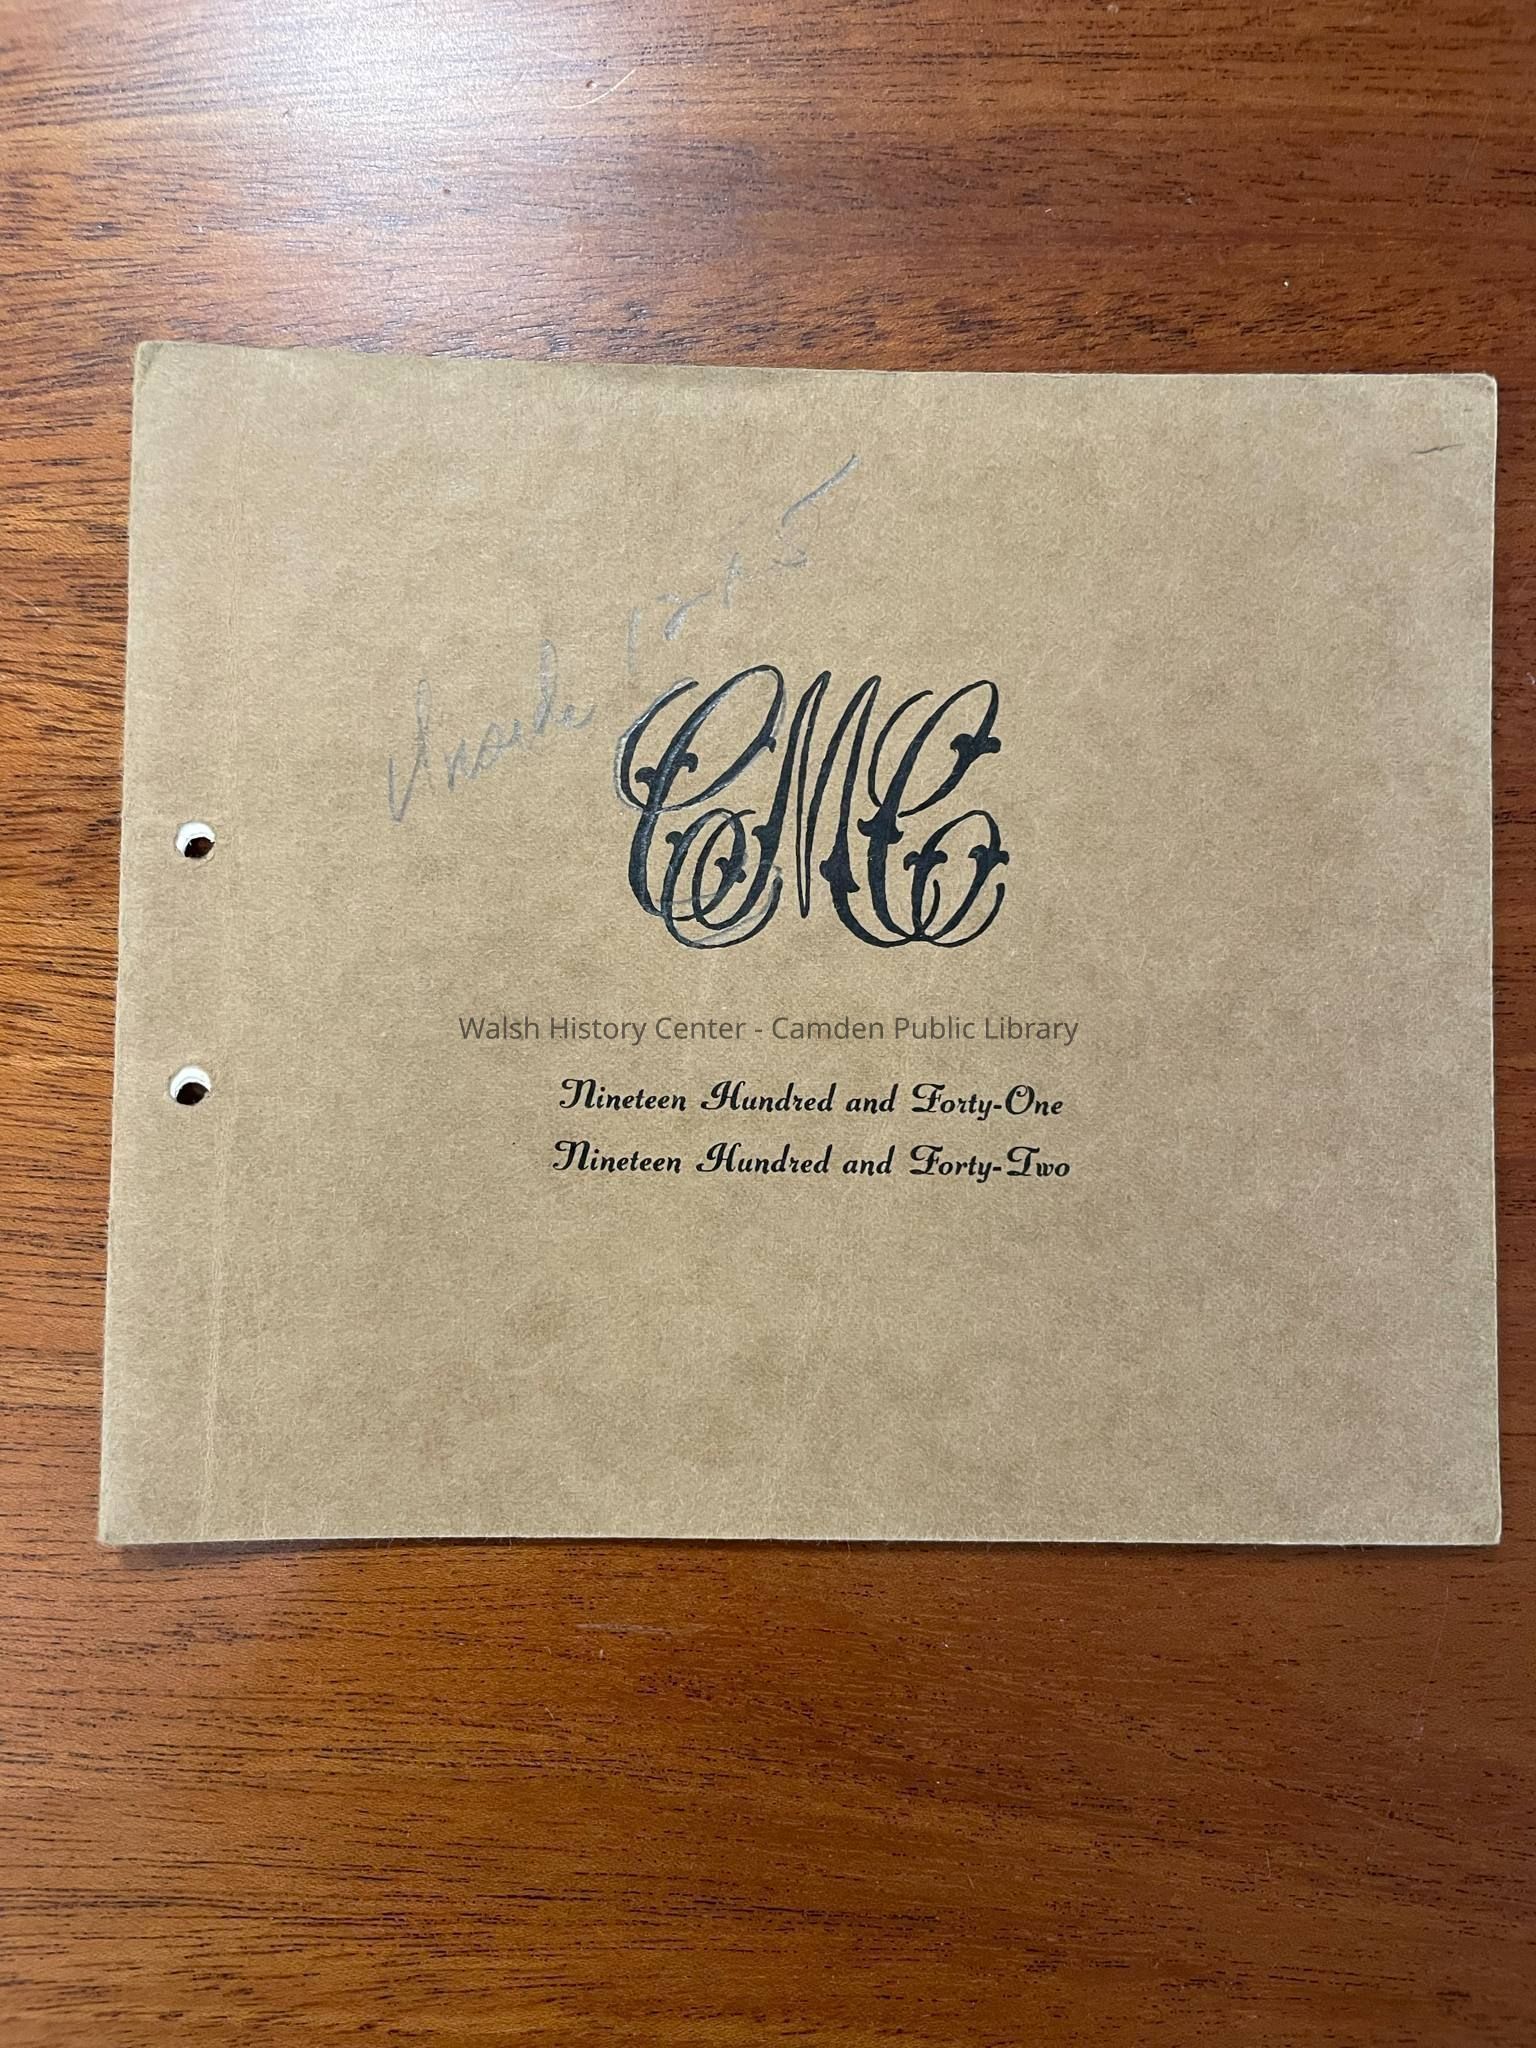 Inside 12 x 5
CMC
Walsh History Center - Camden Public Library
Nineteen Hundred and Forty-One
Nineteen Hundred and Forty-Two